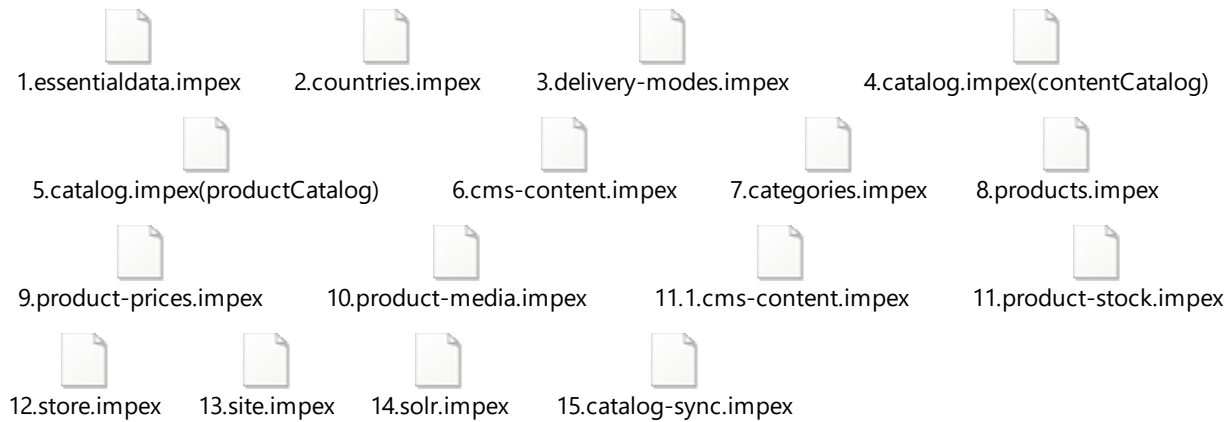 1.essentialdata.impex 2.countries.impex 3.delivery-modes.impex 4.catalog.impex(contentCatalog)
5.catalog.impex(productCatalog) 6.cms-content.impex 7.categories.impex 8.products.impex
9.product-prices.impex 10.product-media.impex 11.1.cms-content.impex 11.product-stock.impex
12.store.impex 13.site.impex 14.solr.impex 15.catalog-sync.impex